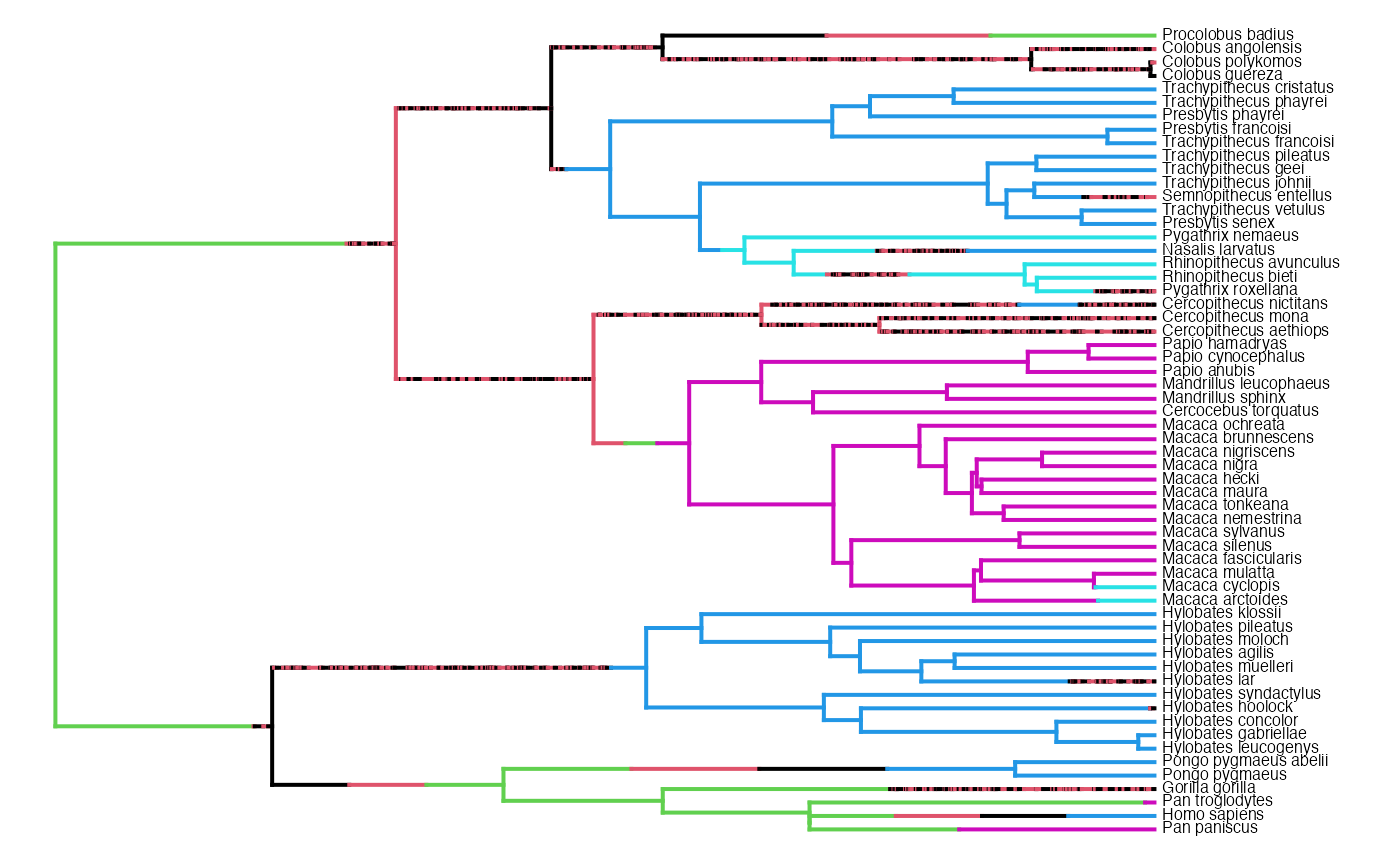 Procolobus badius
Colobus angolensis
Colobus polykomos
Colobus guereza
Trachypithecus cristatus
Trachypithecus phayrei
Presbytis phayrei
Presbytis francoisi
Trachypithecus francoisi
Trachypithecus pileatus
Trachypithecus geei
Trachypithecus johnii
Semnopithecus entellus
Trachypithecus vetulus
Presbytis senex
Pygathrix nemaeus
Nasalis larvatus
Rhinopithecus avunculus
Rhinopithecus bieti
Pygathrix roxellana
Cercopithecus nictitans
Cercopithecus mona
Cercopithecus aethiops
Papio hamadryas
Papio cynocephalus
Papio anubis
Mandrillus leucophaeus
Mandrillus sphinx
Cercocebus torquatus
Macaca ochreata
Macaca brunnescens
Macaca nigriscens
Macaca nigra
Macaca hecki
Macaca maura
Macaca tonkeana
Macaca nemestrina
Macaca sylvanus
Macaca silenus
Macaca fascicularis
Macaca mulatta
Macaca cyclopis
Macaca arctoides
Hylobates klossii
Hylobates pileatus
Hylobates moloch
Hylobates agilis
Hylobates muelleri
Hylobates lar
Hylobates syndactylus
Hylobates hoolock
Hylobates concolor
Hylobates gabriellae
Hylobates leucogenys
Pongo pygmaeus abelii
Pongo pygmaeus
Gorilla gorilla
Pan troglodytes
Homo sapiens
Pan paniscus